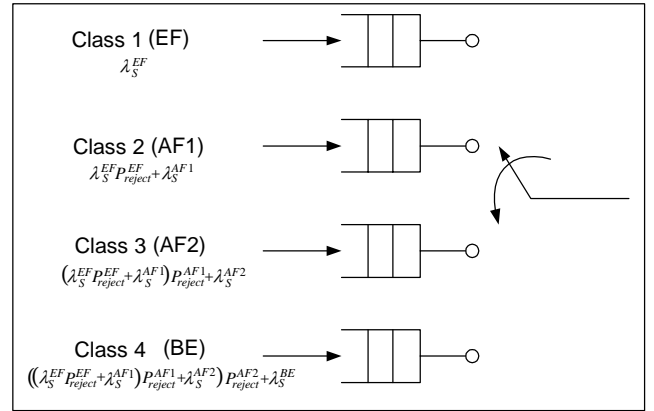 Class 1 (EF)
λ_S^{EF}
Class 2 (AF1)
λ_S^{EF} P_{reject}^{EF} + λ_S^{AF1}
Class 3 (AF2)
(λ_S^{EF} P_{reject}^{EF} + λ_S^{AF1}) P_{reject}^{AF1} + λ_S^{AF2}
Class 4 (BE)
((λ_S^{EF} P_{reject}^{EF} + λ_S^{AF1}) P_{reject}^{AF1} + λ_S^{AF2}) P_{reject}^{AF2} + λ_S^{BE}